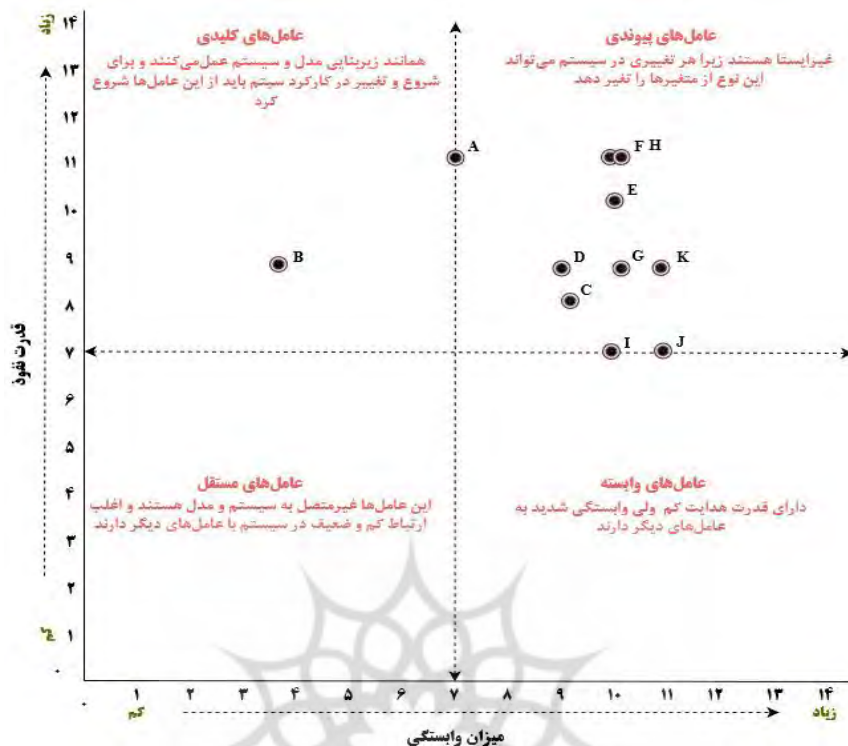 زیاد
۱۴
۱۳
۱۲
۱۱
۱۰
۹
۸
۷
۶
۵
۴
۳
۲
۱
۰
کم
قدرت نفوذ
عامل‌های کلیدی
همانند زیربنایی مدل و سیستم عمل‌می‌کنند و برای
شروع و تغییر در کارکرد سیتم باید از این عامل‌ها شروع
کرد
عامل‌های پیوندی
غیرایستا هستند زیرا هر تغییری در سیستم می‌تواند
این نوع از متغیرها را تغیر دهد
A
F H
E
B
D
G
K
C
I
J
عامل‌های مستقل
این عامل‌ها غیرمتصل به سیستم و مدل هستند و اغلب
ارتباط کم و ضعیف در سیستم با عامل‌های دیگر دارند
عامل‌های وابسته
دارای قدرت هدایت کم ولی وابستگی شدید به
عامل‌های دیگر دارند
۰ ۱ ۲ ۳ ۴ ۵ ۶ ۷ ۸ ۹ ۱۰ ۱۱ ۱۲ ۱۳ ۱۴
کم
زیاد
میزان وابستگی